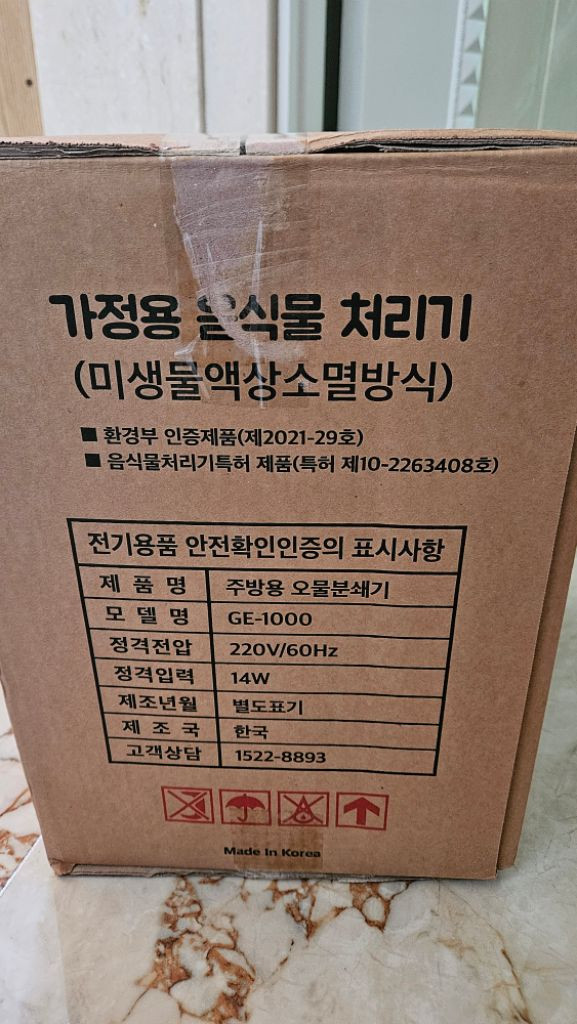 가정용 음식물 처리기
(미생물액상소멸방식)
■ 환경부 인증제품(제2021-29호)
■ 음식물처리기특허 제품(특허 제10-2263408호)
전기용품 안전확인인증의 표시사항
제 품 명 주방용 오물분쇄기
모 델 명 GE-1000
정격전압 220V/60Hz
정격입력 14W
제조년월 별도표기
제 조 국 한국
고객상담 1522-8893
Made In Korea